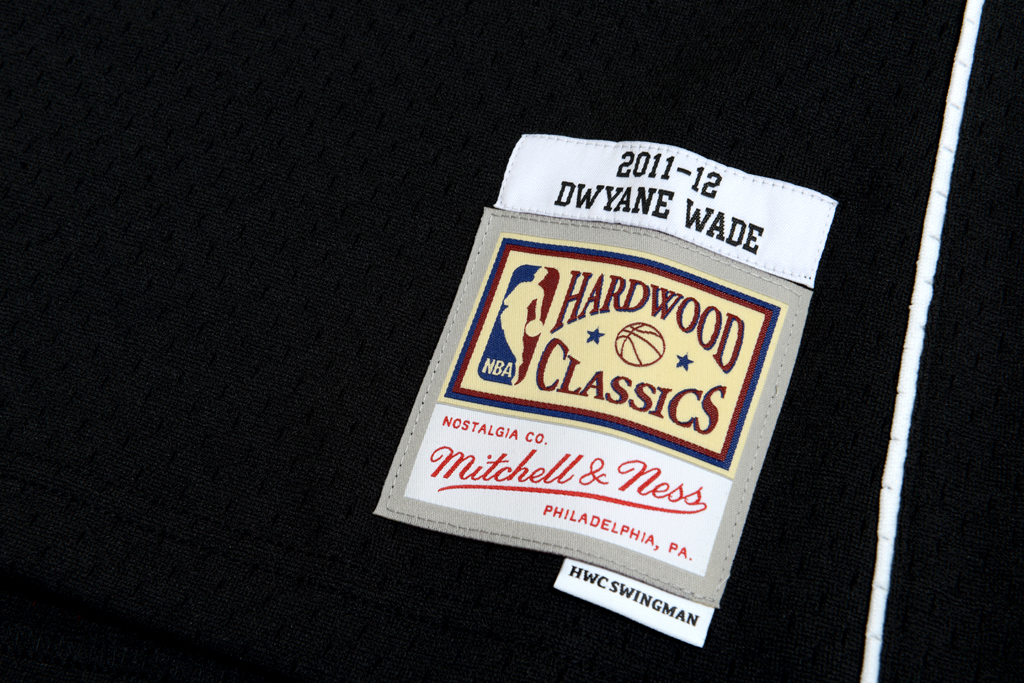 2011-12
DWYANE WADE
HARDWOOD
NBA
CLASSICS
NOSTALGIA CO.
Mitchell & Ness
PHILADELPHIA, PA.
HWC SWINGMAN